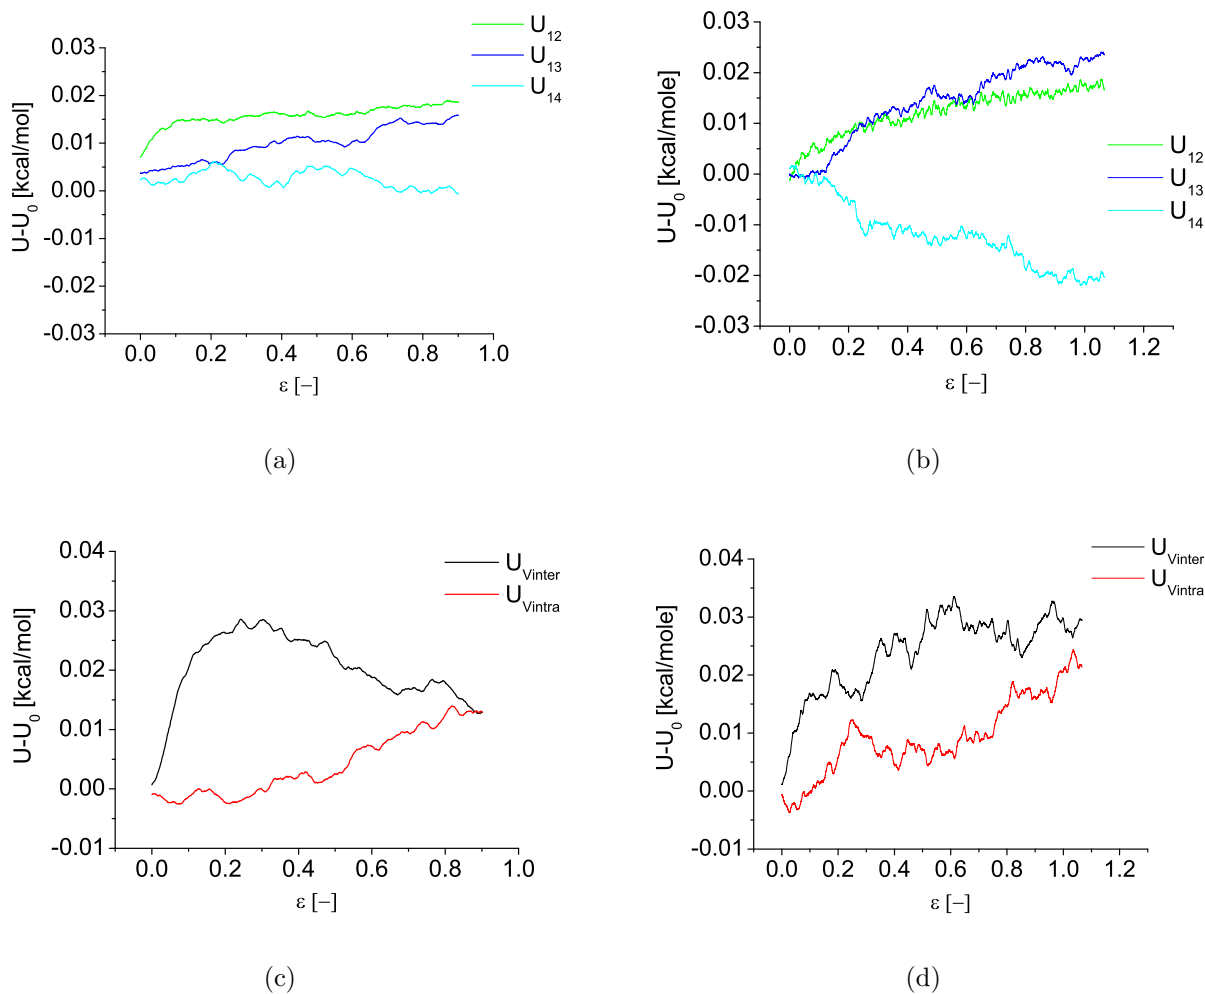 U12
U13
U14
0.03
0.02
0.01
0.00
-0.01
-0.02
-0.03
U-U0 [kcal/mol]
0.0 0.2 0.4 0.6 0.8 1.0
ε [−]
(a)
0.03
0.02
0.01
0.00
-0.01
-0.02
-0.03
U-U0 [kcal/mole]
U12
U13
U14
0.0 0.2 0.4 0.6 0.8 1.0 1.2
ε [−]
(b)
UVinter
UVintra
0.04
0.03
0.02
0.01
0.00
-0.01
U-U0 [kcal/mol]
0.0 0.2 0.4 0.6 0.8 1.0
ε [−]
(c)
UVinter
UVintra
0.04
0.03
0.02
0.01
0.00
-0.01
U-U0 [kcal/mole]
0.0 0.2 0.4 0.6 0.8 1.0 1.2
ε [−]
(d)